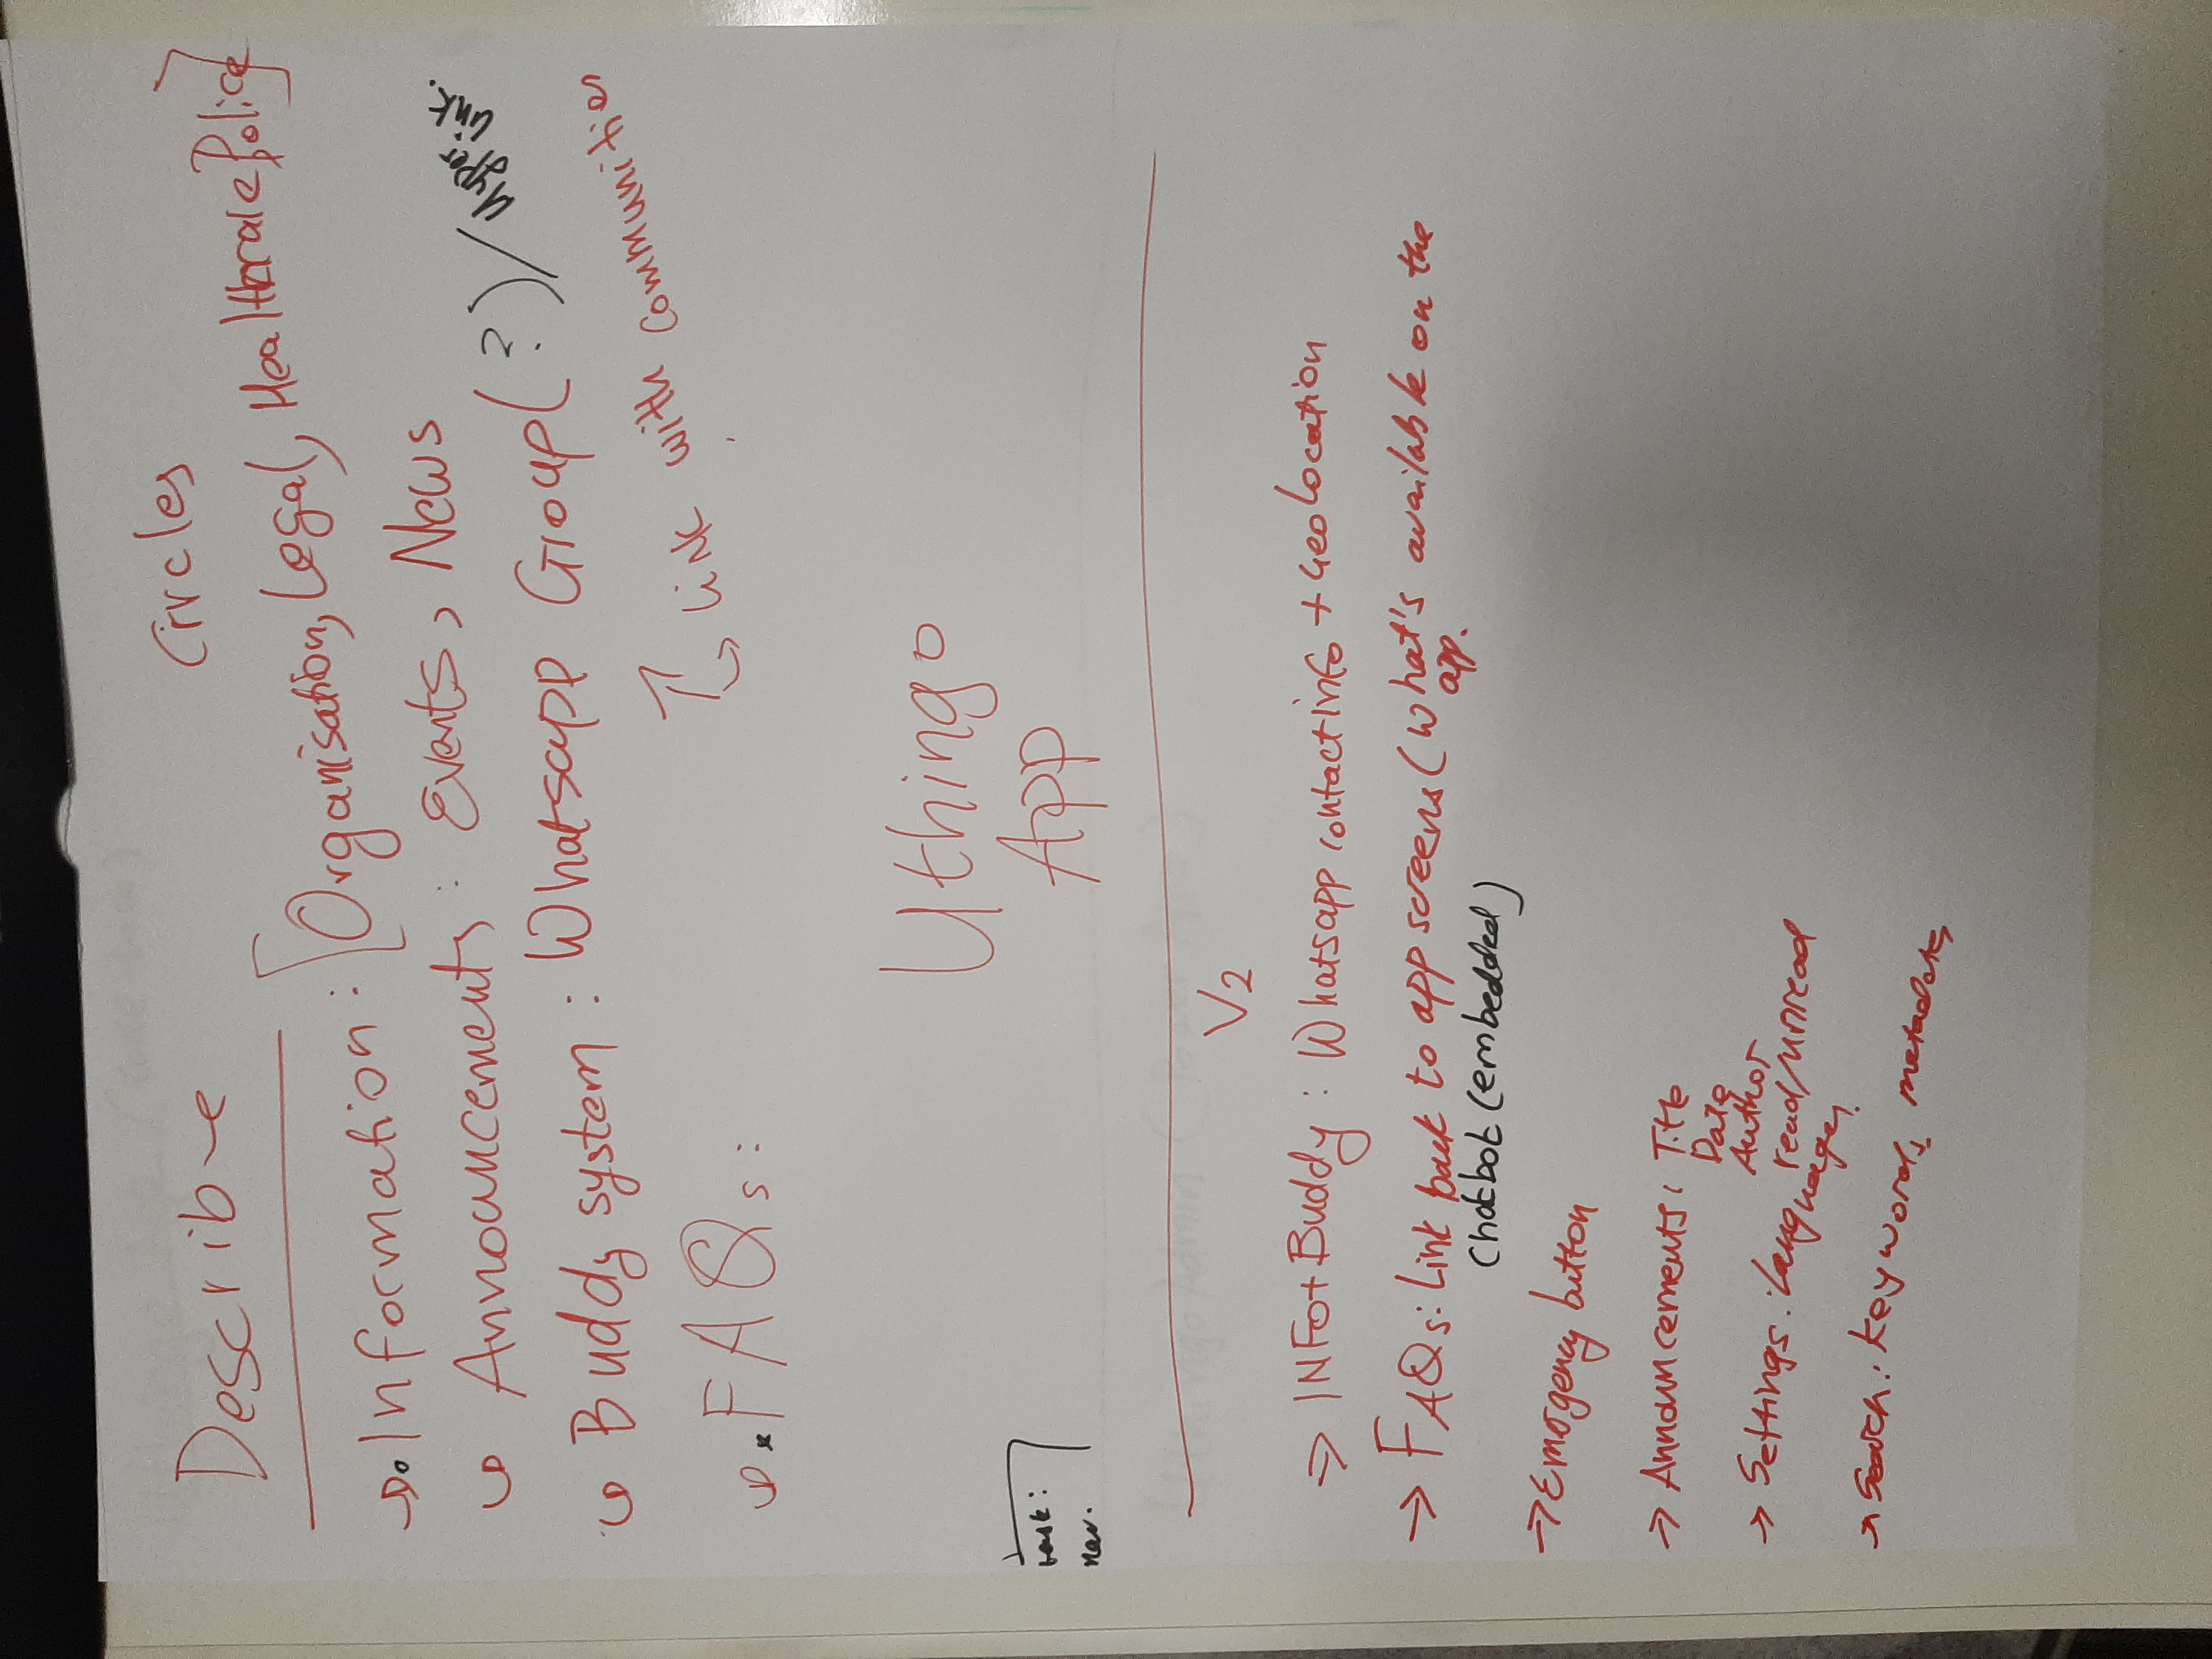 Describe
Circles
→ Information : [Organisation, Legal, Healthcare Police]
↳ Announcements : Events, News
↳ Buddy system : Whatsapp Group (?) / Hyper link.
↳ Link with communities
↳ FAQs :
Uthingo
App
task :
nav.
V2
⇒ INFO + Buddy : Whatsapp contact info + Geolocation
→ FAQs : Link back to app screens (what's available on the
app.
Chatbot (embedded)
→ Emergency button
→ Announcements : Title
Date
Author
read/unread
→ Settings : languages
→ Search : keywords, metadata